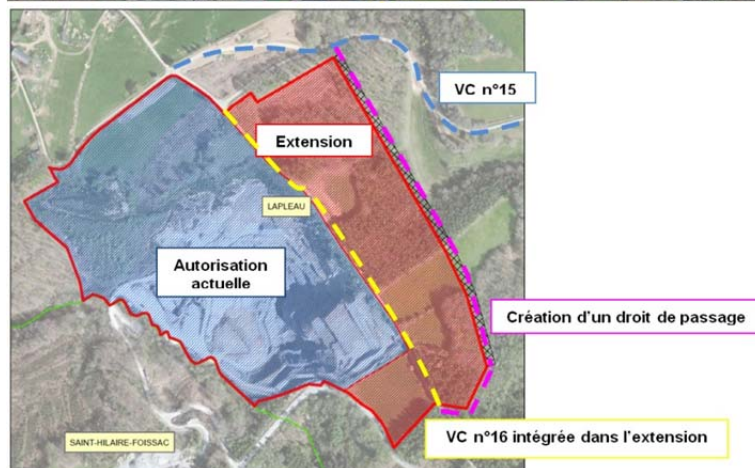 VC n°15
Extension
LAPLEAU
Autorisation
actuelle
Création d'un droit de passage
VC n°16 intégrée dans l'extension
SAINT-HILAIRE-FOISSAC